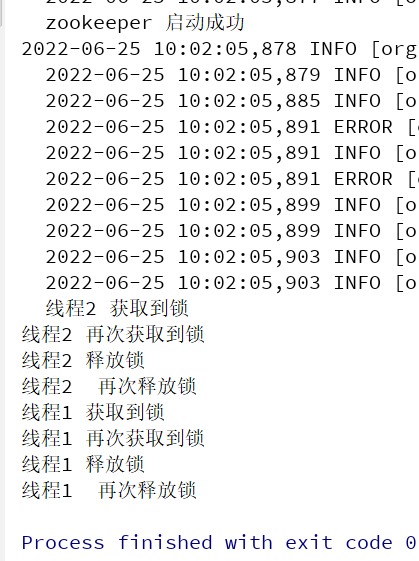 zookeeper 启动成功
2022-06-25 10:02:05,878 INFO [org
2022-06-25 10:02:05,879 INFO [o
2022-06-25 10:02:05,885 INFO [o
2022-06-25 10:02:05,891 ERROR [
2022-06-25 10:02:05,891 INFO [o
2022-06-25 10:02:05,891 ERROR [
2022-06-25 10:02:05,899 INFO [o
2022-06-25 10:02:05,899 INFO [o
2022-06-25 10:02:05,903 INFO [o
2022-06-25 10:02:05,903 INFO [o
线程2 获取到锁
线程2 再次获取到锁
线程2 释放锁
线程2  再次释放锁
线程1 获取到锁
线程1 再次获取到锁
线程1 释放锁
线程1  再次释放锁
Process finished with exit code 0